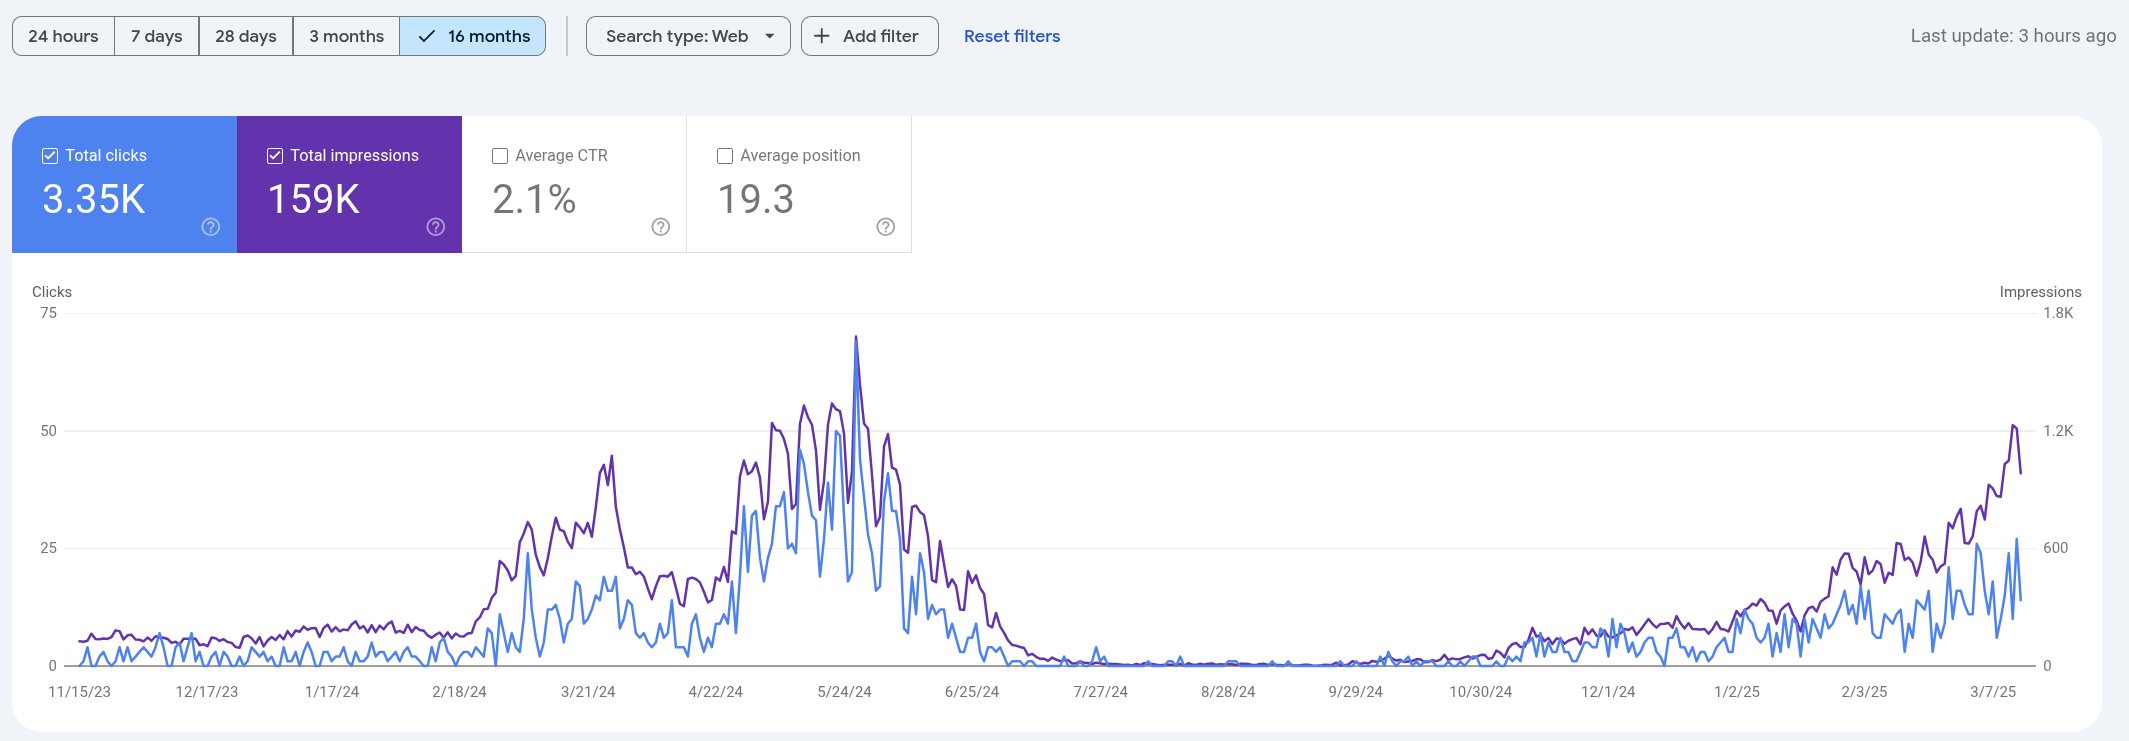 24 hours 7 days 28 days 3 months 16 months Search type: Web Add filter Reset filters Last update: 3 hours ago
Total clicks Total impressions Average CTR Average position
3.35K 159K 2.1% 19.3
Clicks Impressions
75 1.8K
50 1.2K
25 600
0 0
11/15/23 12/17/23 1/17/24 2/18/24 3/21/24 4/22/24 5/24/24 6/25/24 7/27/24 8/28/24 9/29/24 10/30/24 12/1/24 1/2/25 2/3/25 3/7/25